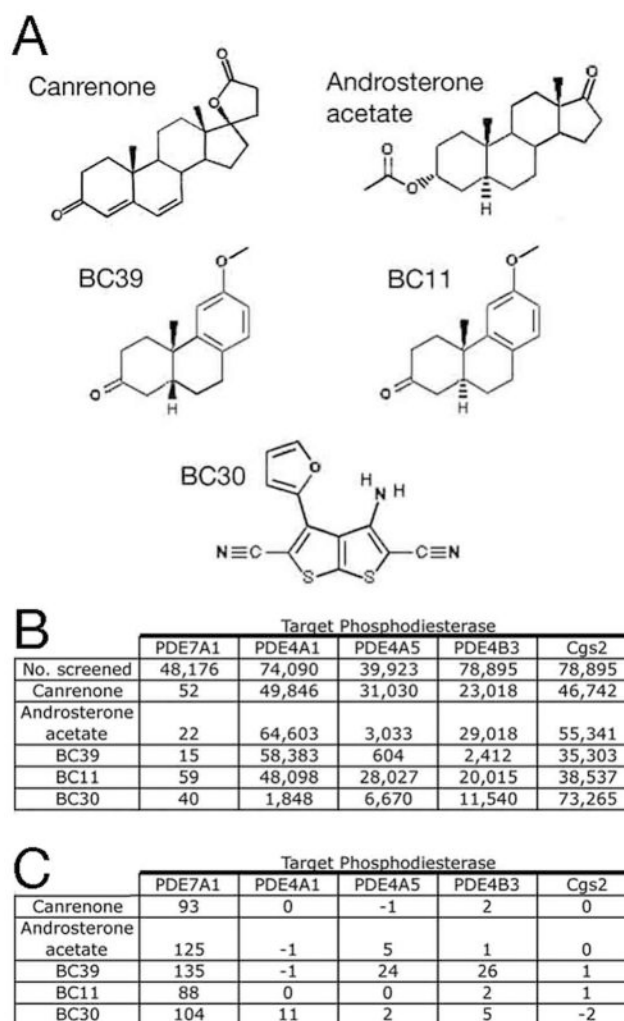 A
Canrenone
Androsterone
acetate
O
O
O
O
O
O
H
BC39
BC11
O
O
O
O
H
H
BC30
O
H
N
H
N≡C
C≡N
S
S
B
Target Phosphodiesterase
PDE7A1 PDE4A1 PDE4A5 PDE4B3 Cgs2
No. screened 48,176 74,090 39,923 78,895 78,895
Canrenone 52 49,846 31,030 23,018 46,742
Androsterone
acetate 22 64,603 3,033 29,018 55,341
BC39 15 58,383 604 2,412 35,303
BC11 59 48,098 28,027 20,015 38,537
BC30 40 1,848 6,670 11,540 73,265
C
Target Phosphodiesterase
PDE7A1 PDE4A1 PDE4A5 PDE4B3 Cgs2
Canrenone 93 0 -1 2 0
Androsterone
acetate 125 -1 5 1 0
BC39 135 -1 24 26 1
BC11 88 0 0 2 1
BC30 104 11 2 5 -2